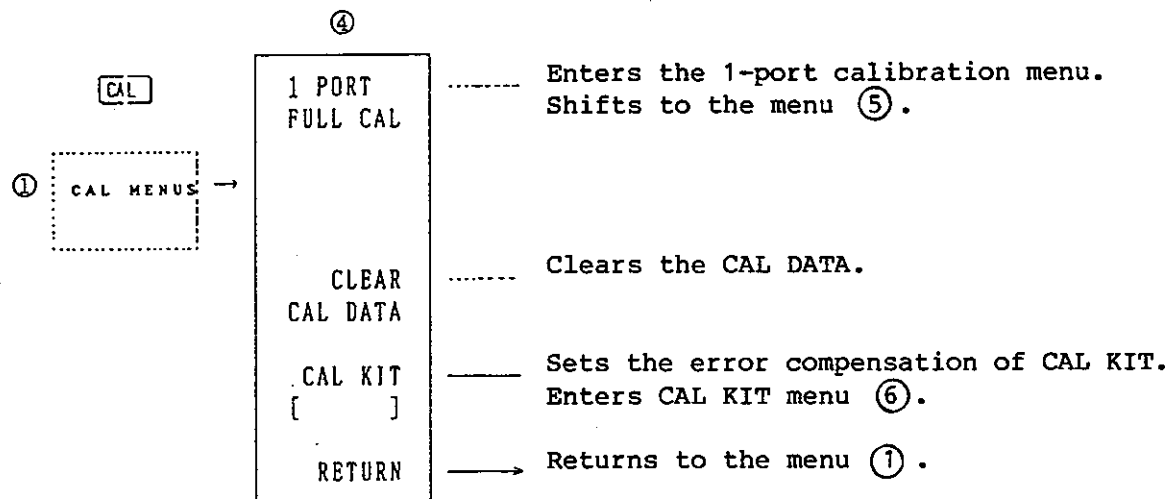 ④
CAL
① CAL MENUS →
1 PORT
FULL CAL
Enters the 1-port calibration menu.
Shifts to the menu ⑤.
CLEAR
CAL DATA
Clears the CAL DATA.
CAL KIT
[ ]
Sets the error compensation of CAL KIT.
Enters CAL KIT menu ⑥.
RETURN
Returns to the menu ①.